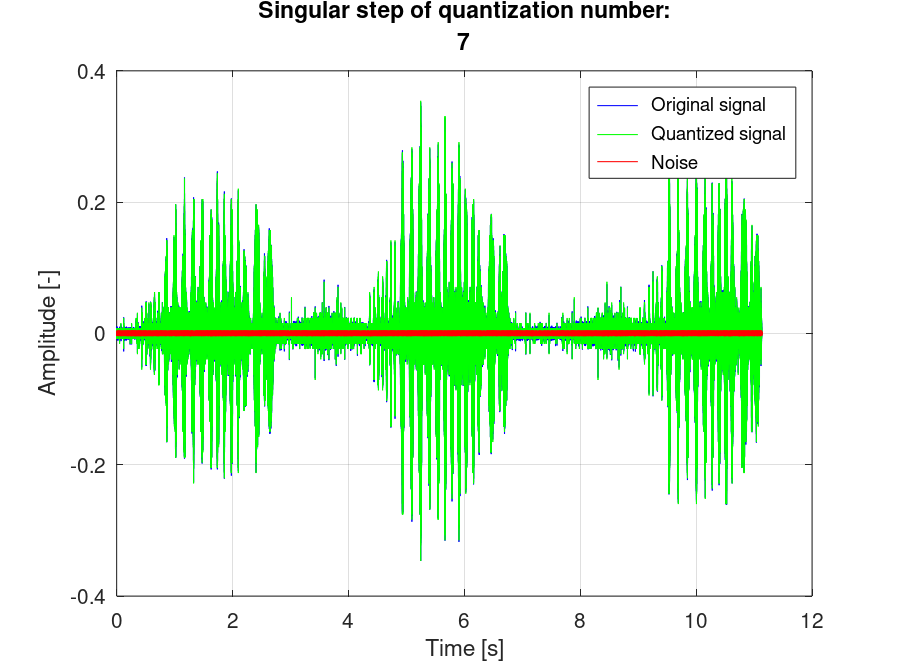 Singular step of quantization number:
7
Original signal
Quantized signal
Noise
Amplitude [-]
0.4
0.2
0
-0.2
-0.4
0 2 4 6 8 10 12
Time [s]